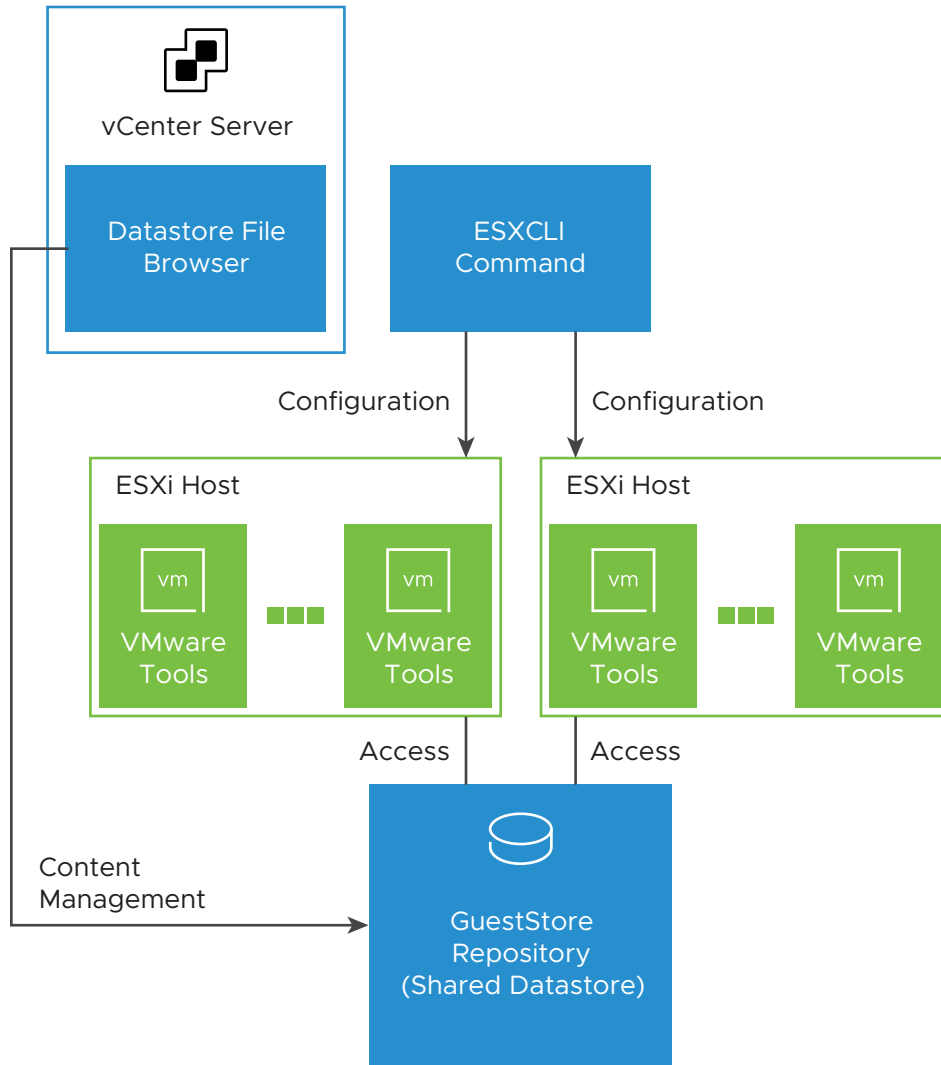 vCenter Server
Datastore File
Browser
ESXCLI
Command
Configuration
Configuration
ESXi Host
vm
VMware
Tools
vm
VMware
Tools
ESXi Host
vm
VMware
Tools
vm
VMware
Tools
Access
Access
Content
Management
GuestStore
Repository
(Shared Datastore)